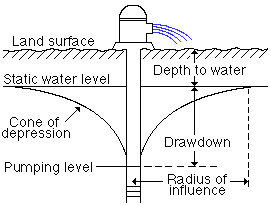 Land surface
Depth to water
Static water level
Cone of
depression
Drawdown
Pumping level
Radius of
influence